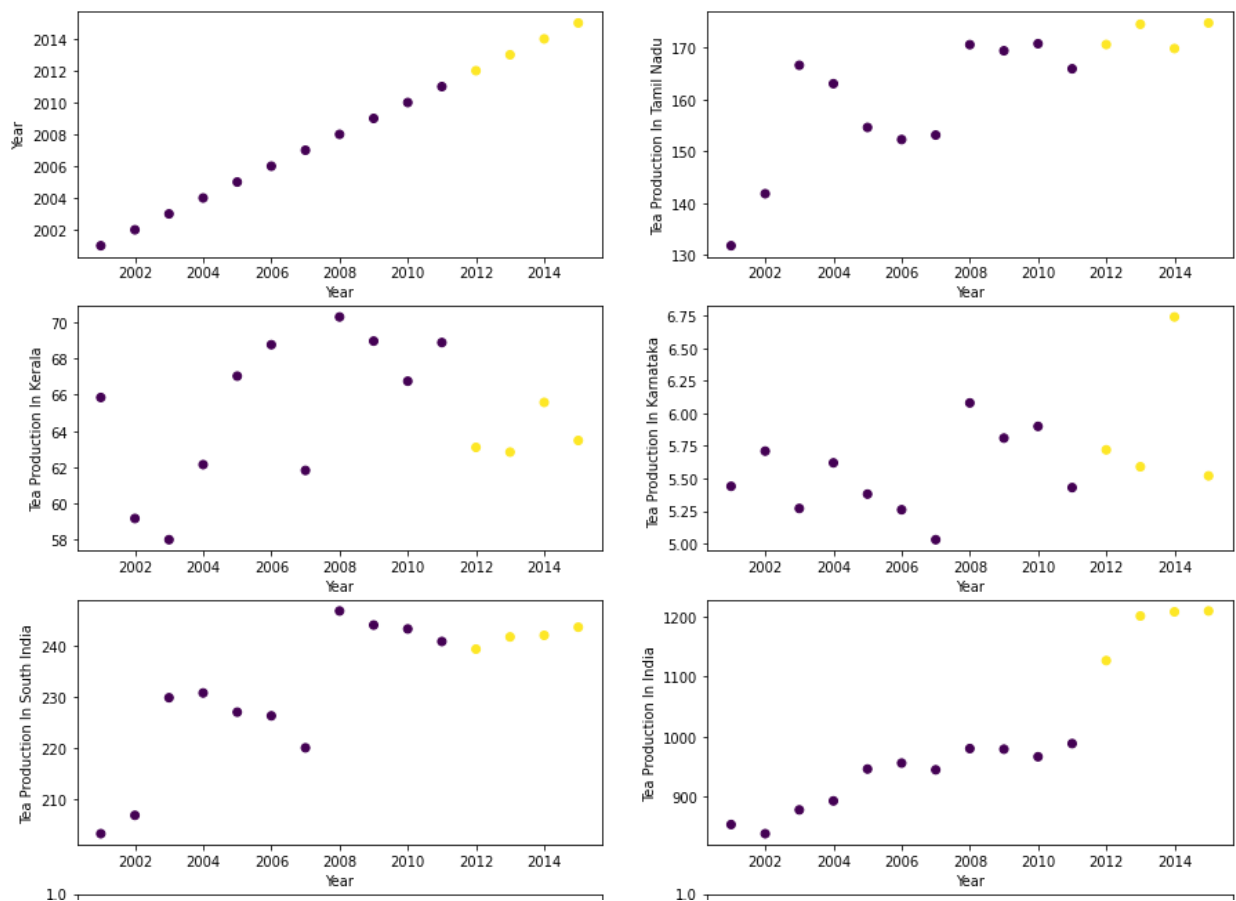 2014
2012
2010
2008
2006
2004
2002
Year
2002 2004 2006 2008 2010 2012 2014
Year
170
160
150
140
130
Tea Production In Tamil Nadu
2002 2004 2006 2008 2010 2012 2014
Year
70
68
66
64
62
60
58
Tea Production In Kerala
2002 2004 2006 2008 2010 2012 2014
Year
6.75
6.50
6.25
6.00
5.75
5.50
5.25
5.00
Tea Production In Karnataka
2002 2004 2006 2008 2010 2012 2014
Year
240
230
220
210
Tea Production In South India
2002 2004 2006 2008 2010 2012 2014
Year
1200
1100
1000
900
Tea Production In India
2002 2004 2006 2008 2010 2012 2014
Year
1.0
1.0